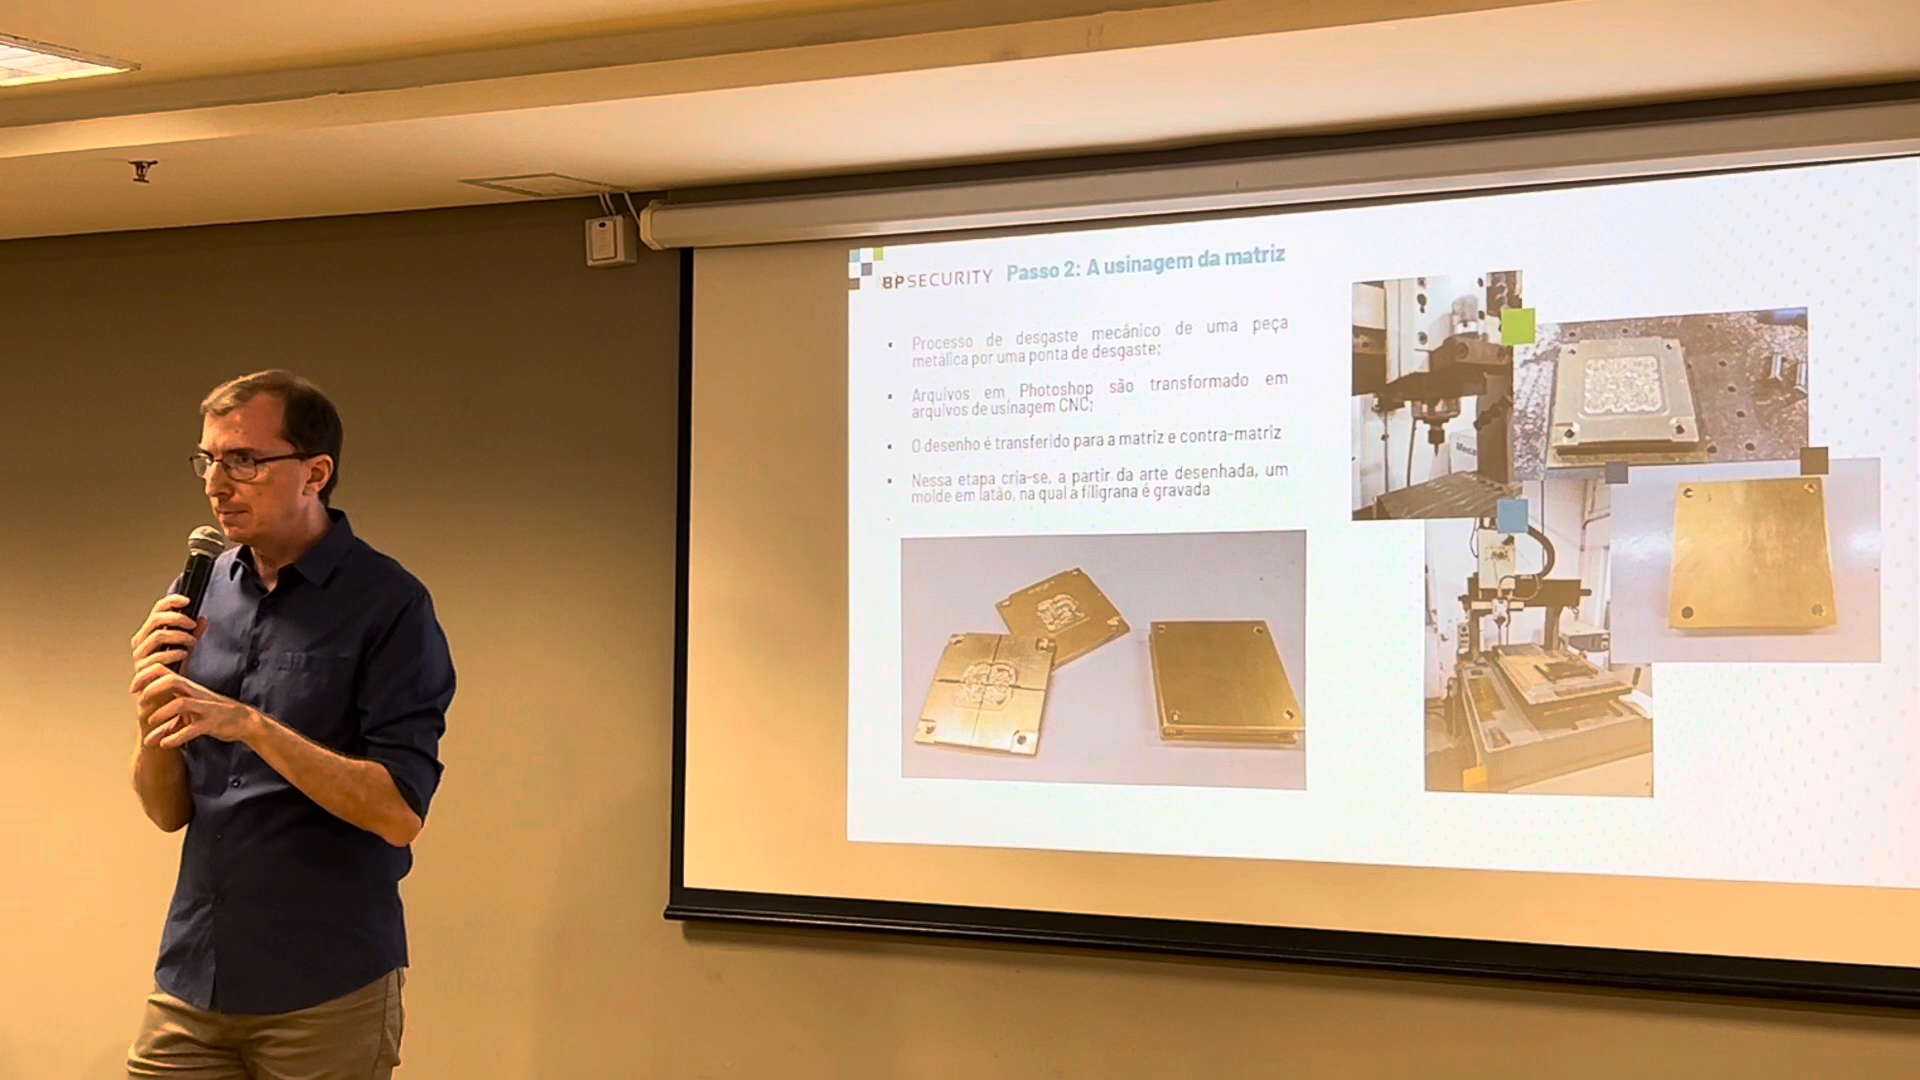 BPSECURITY Passo 2: A usinagem da matriz
Processo de desgaste mecânico de uma peça
metálica por uma ponta de desgaste;
Arquivos em Photoshop são transformado em
arquivos de usinagem CNC;
O desenho é transferido para a matriz e contra-matriz
Nessa etapa cria-se, a partir da arte desenhada, um
molde em latão, na qual a filigrana é gravada